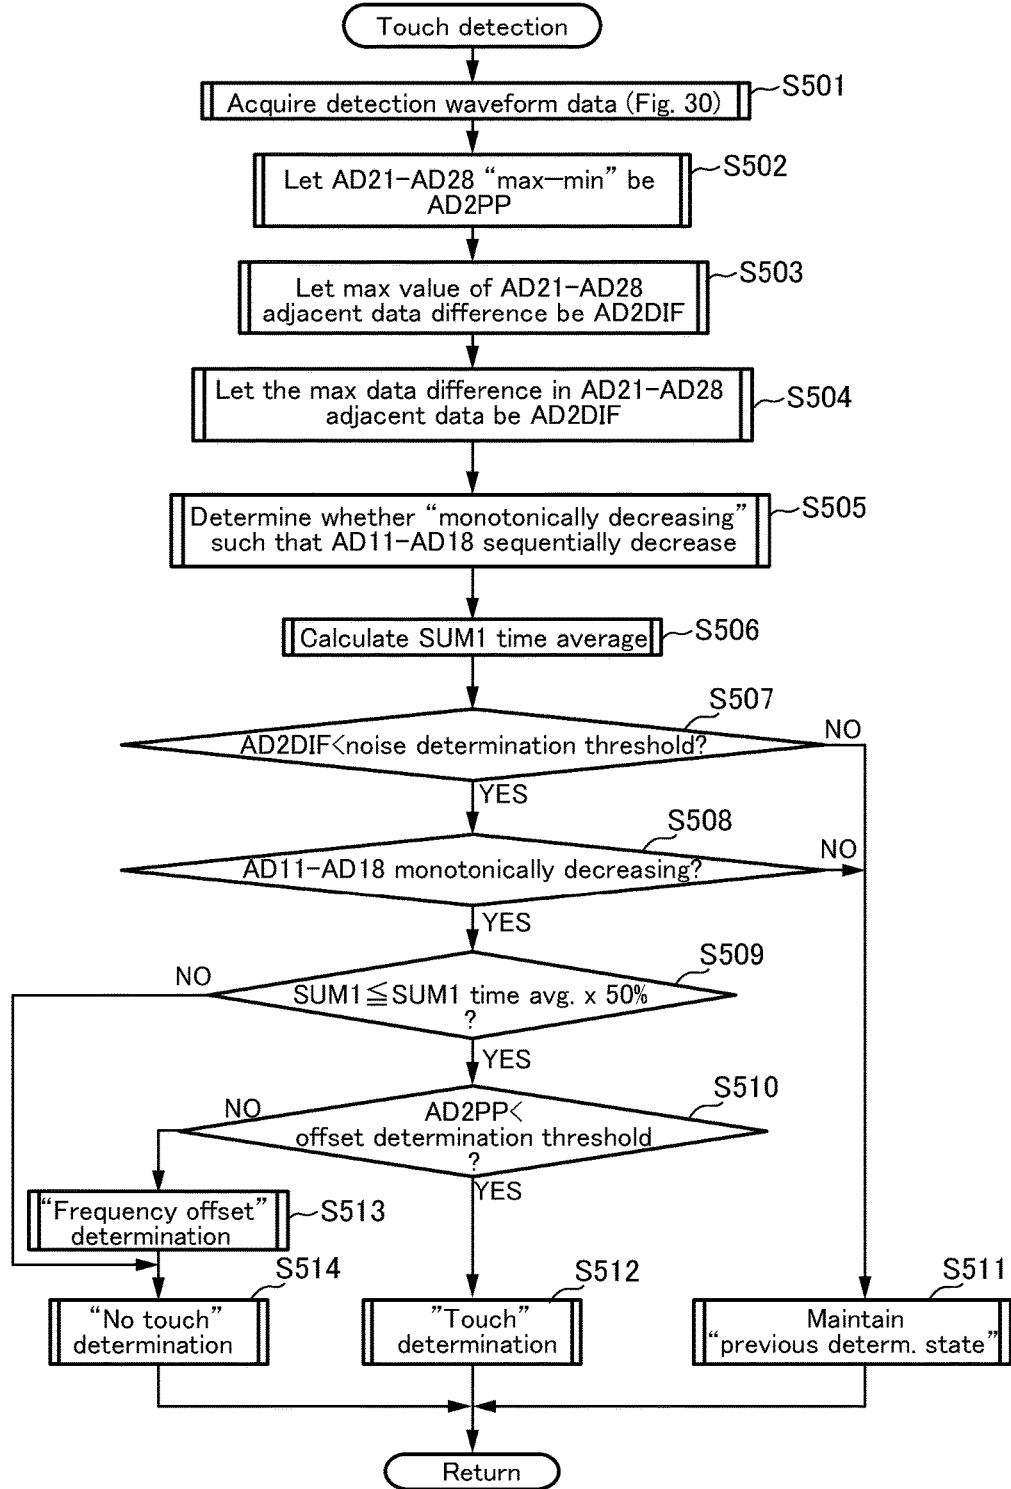 Touch detection
S501
Acquire detection waveform data (Fig. 30)
S502
Let AD21−AD28 “max−min” be
AD2PP
S503
Let max value of AD21−AD28
adjacent data difference be AD2DIF
S504
Let the max data difference in AD21−AD28
adjacent data be AD2DIF
S505
Determine whether “monotonically decreasing”
such that AD11−AD18 sequentially decrease
S506
Calculate SUM1 time average
S507
AD2DIF<noise determination threshold?
NO
YES
S508
AD11−AD18 monotonically decreasing?
NO
YES
S509
NO
SUM1≦SUM1 time avg. x 50%
?
YES
S510
NO
AD2PP<
offset determination threshold
?
YES
“Frequency offset”
determination
S513
S514
“No touch”
determination
S512
”Touch”
determination
S511
Maintain
“previous determ. state”
Return